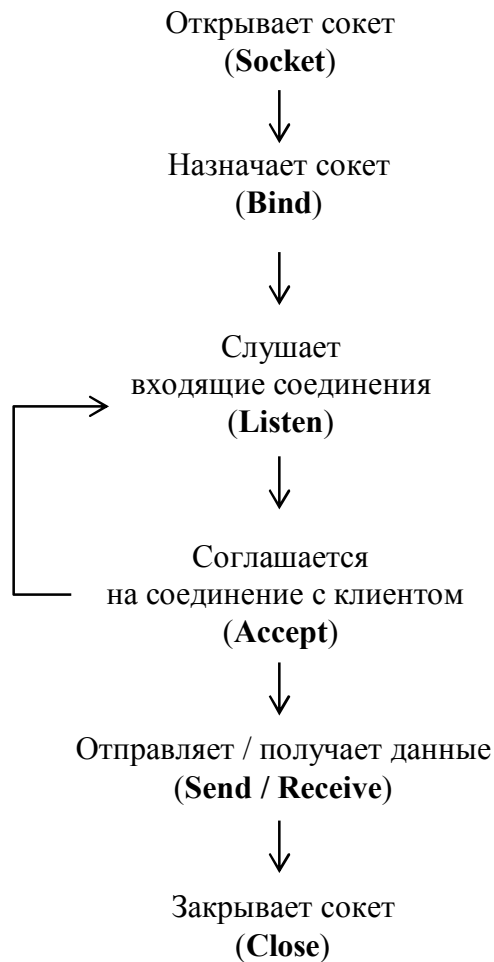 Открывает сокет
(Socket)
Назначает сокет
(Bind)
Слушает
входящие соединения
(Listen)
Соглашается
на соединение с клиентом
(Accept)
Отправляет / получает данные
(Send / Receive)
Закрывает сокет
(Close)